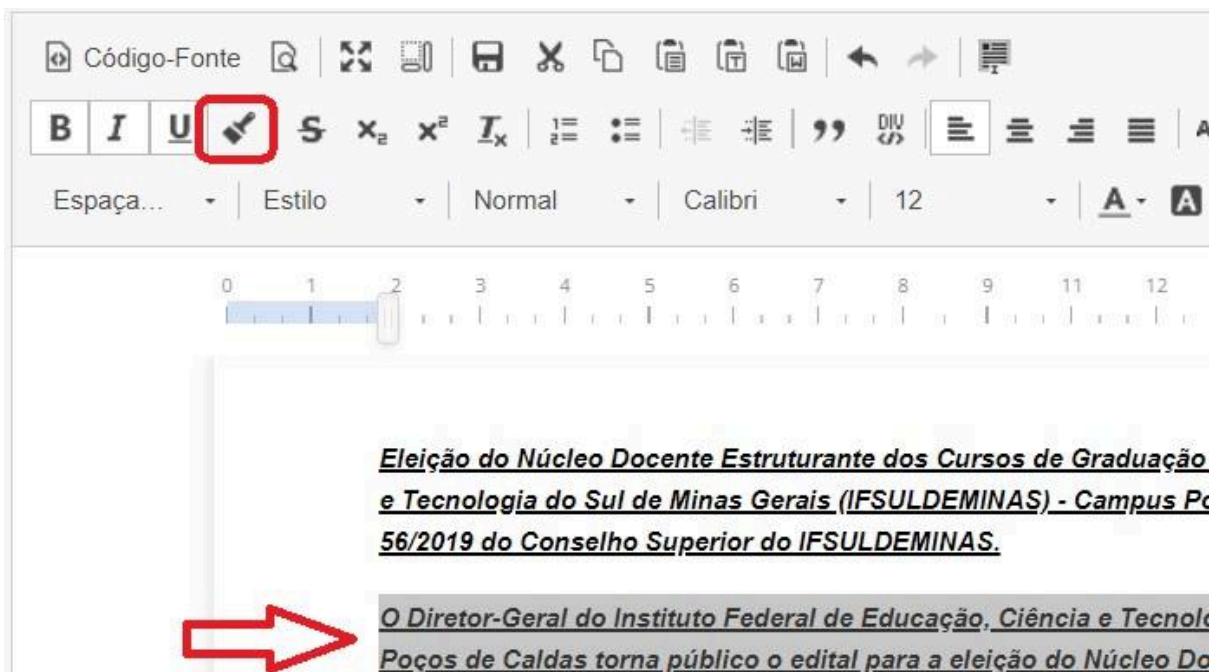 Código-Fonte
B I U S x₂ x² Iₓ DIV
Espaça... Estilo Normal Calibri 12 A A
0 1 2 3 4 5 6 7 8 9 11 12
Eleição do Núcleo Docente Estruturante dos Cursos de Graduação
e Tecnologia do Sul de Minas Gerais (IFSULDEMINAS) - Campus Po
56/2019 do Conselho Superior do IFSULDEMINAS.
O Diretor-Geral do Instituto Federal de Educação, Ciência e Tecnolo
Poços de Caldas torna público o edital para a eleição do Núcleo Do